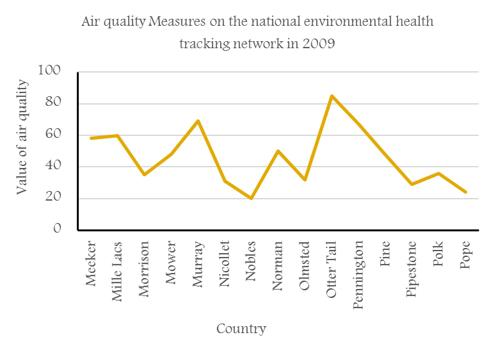 Air quality Measures on the national environmental health
tracking network in 2009
Value of air quality
100
80
60
40
20
0
Meeker
Mille Lacs
Morrison
Mower
Murray
Nicollet
Nobles
Norman
Olmsted
Otter Tail
Pennington
Pine
Pipestone
Polk
Pope
Country